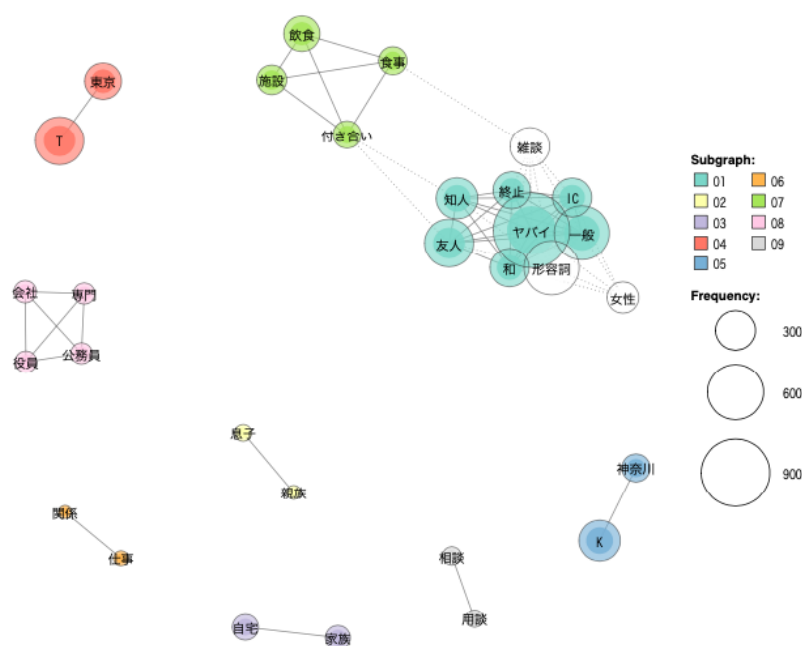 飲食
食事
東京
施設
T
付き合い
雑談
Subgraph:
01 06
02 07
03 08
04 09
05
知人
終止
IC
ヤバイ
一般
友人
和
形容詞
女性
会社
専門
役員
公務員
Frequency:
300
600
900
息子
親族
神奈川
K
関係
仕事
相談
用談
自宅
家族